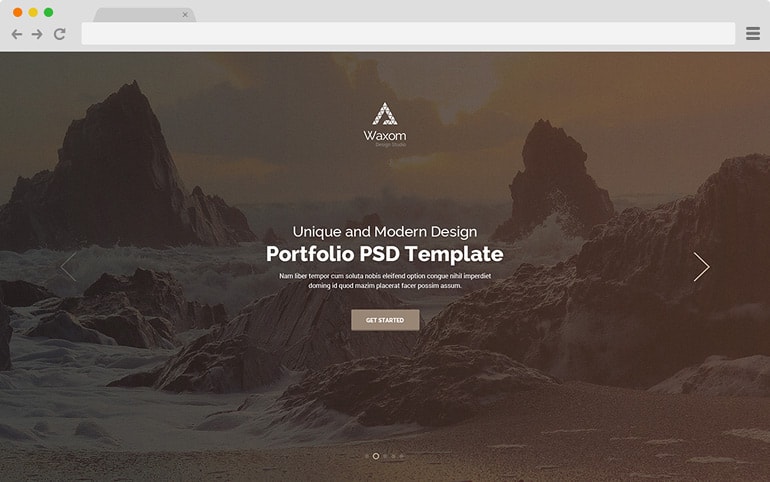 Waxom
Design Studio
Unique and Modern Design
Portfolio PSD Template
Nam liber tempor cum soluta nobis eleifend option congue nihil imperdiet
doming id quod mazim placerat facer possim assum.
GET STARTED